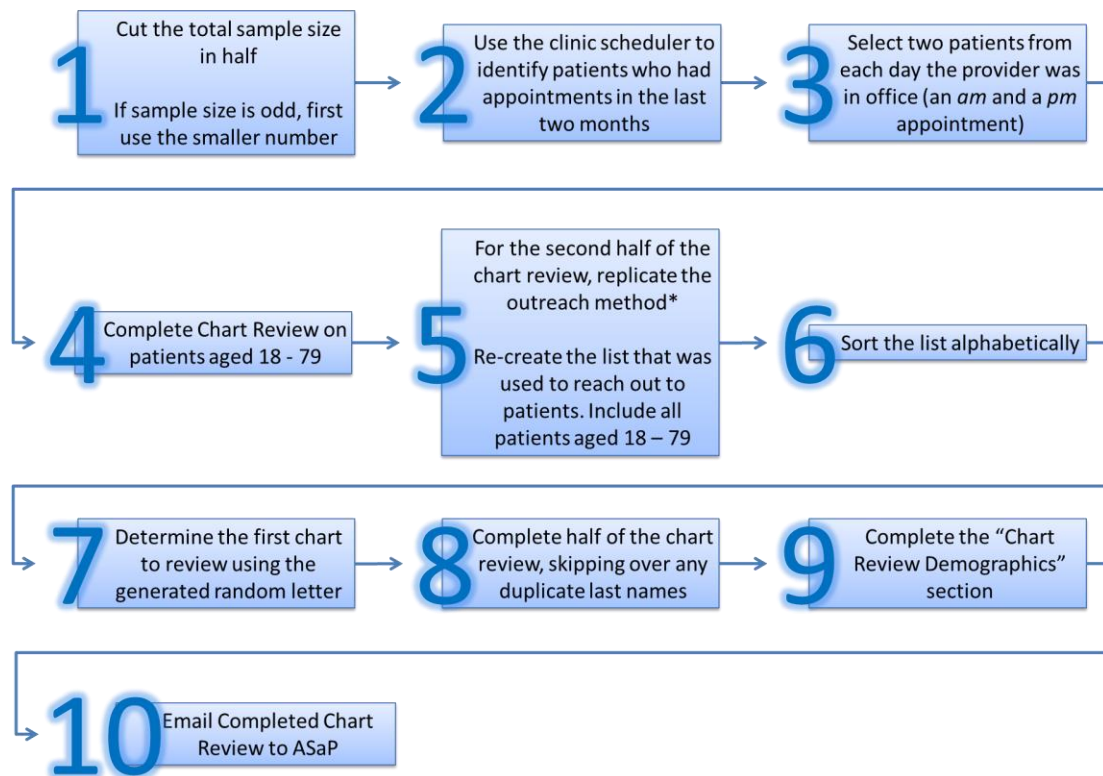 1
Cut the total sample size
in half
If sample size is odd, first
use the smaller number
2
Use the clinic scheduler to
identify patients who had
appointments in the last
two months
3
Select two patients from
each day the provider was
in office (an am and a pm
appointment)
4
Complete Chart Review on
patients aged 18 - 79
5
For the second half of the
chart review, replicate the
outreach method*
Re-create the list that was
used to reach out to
patients. Include all
patients aged 18 – 79
6
Sort the list alphabetically
7
Determine the first chart
to review using the
generated random letter
8
Complete half of the chart
review, skipping over any
duplicate last names
9
Complete the “Chart
Review Demographics”
section
10
Email Completed Chart
Review to ASaP